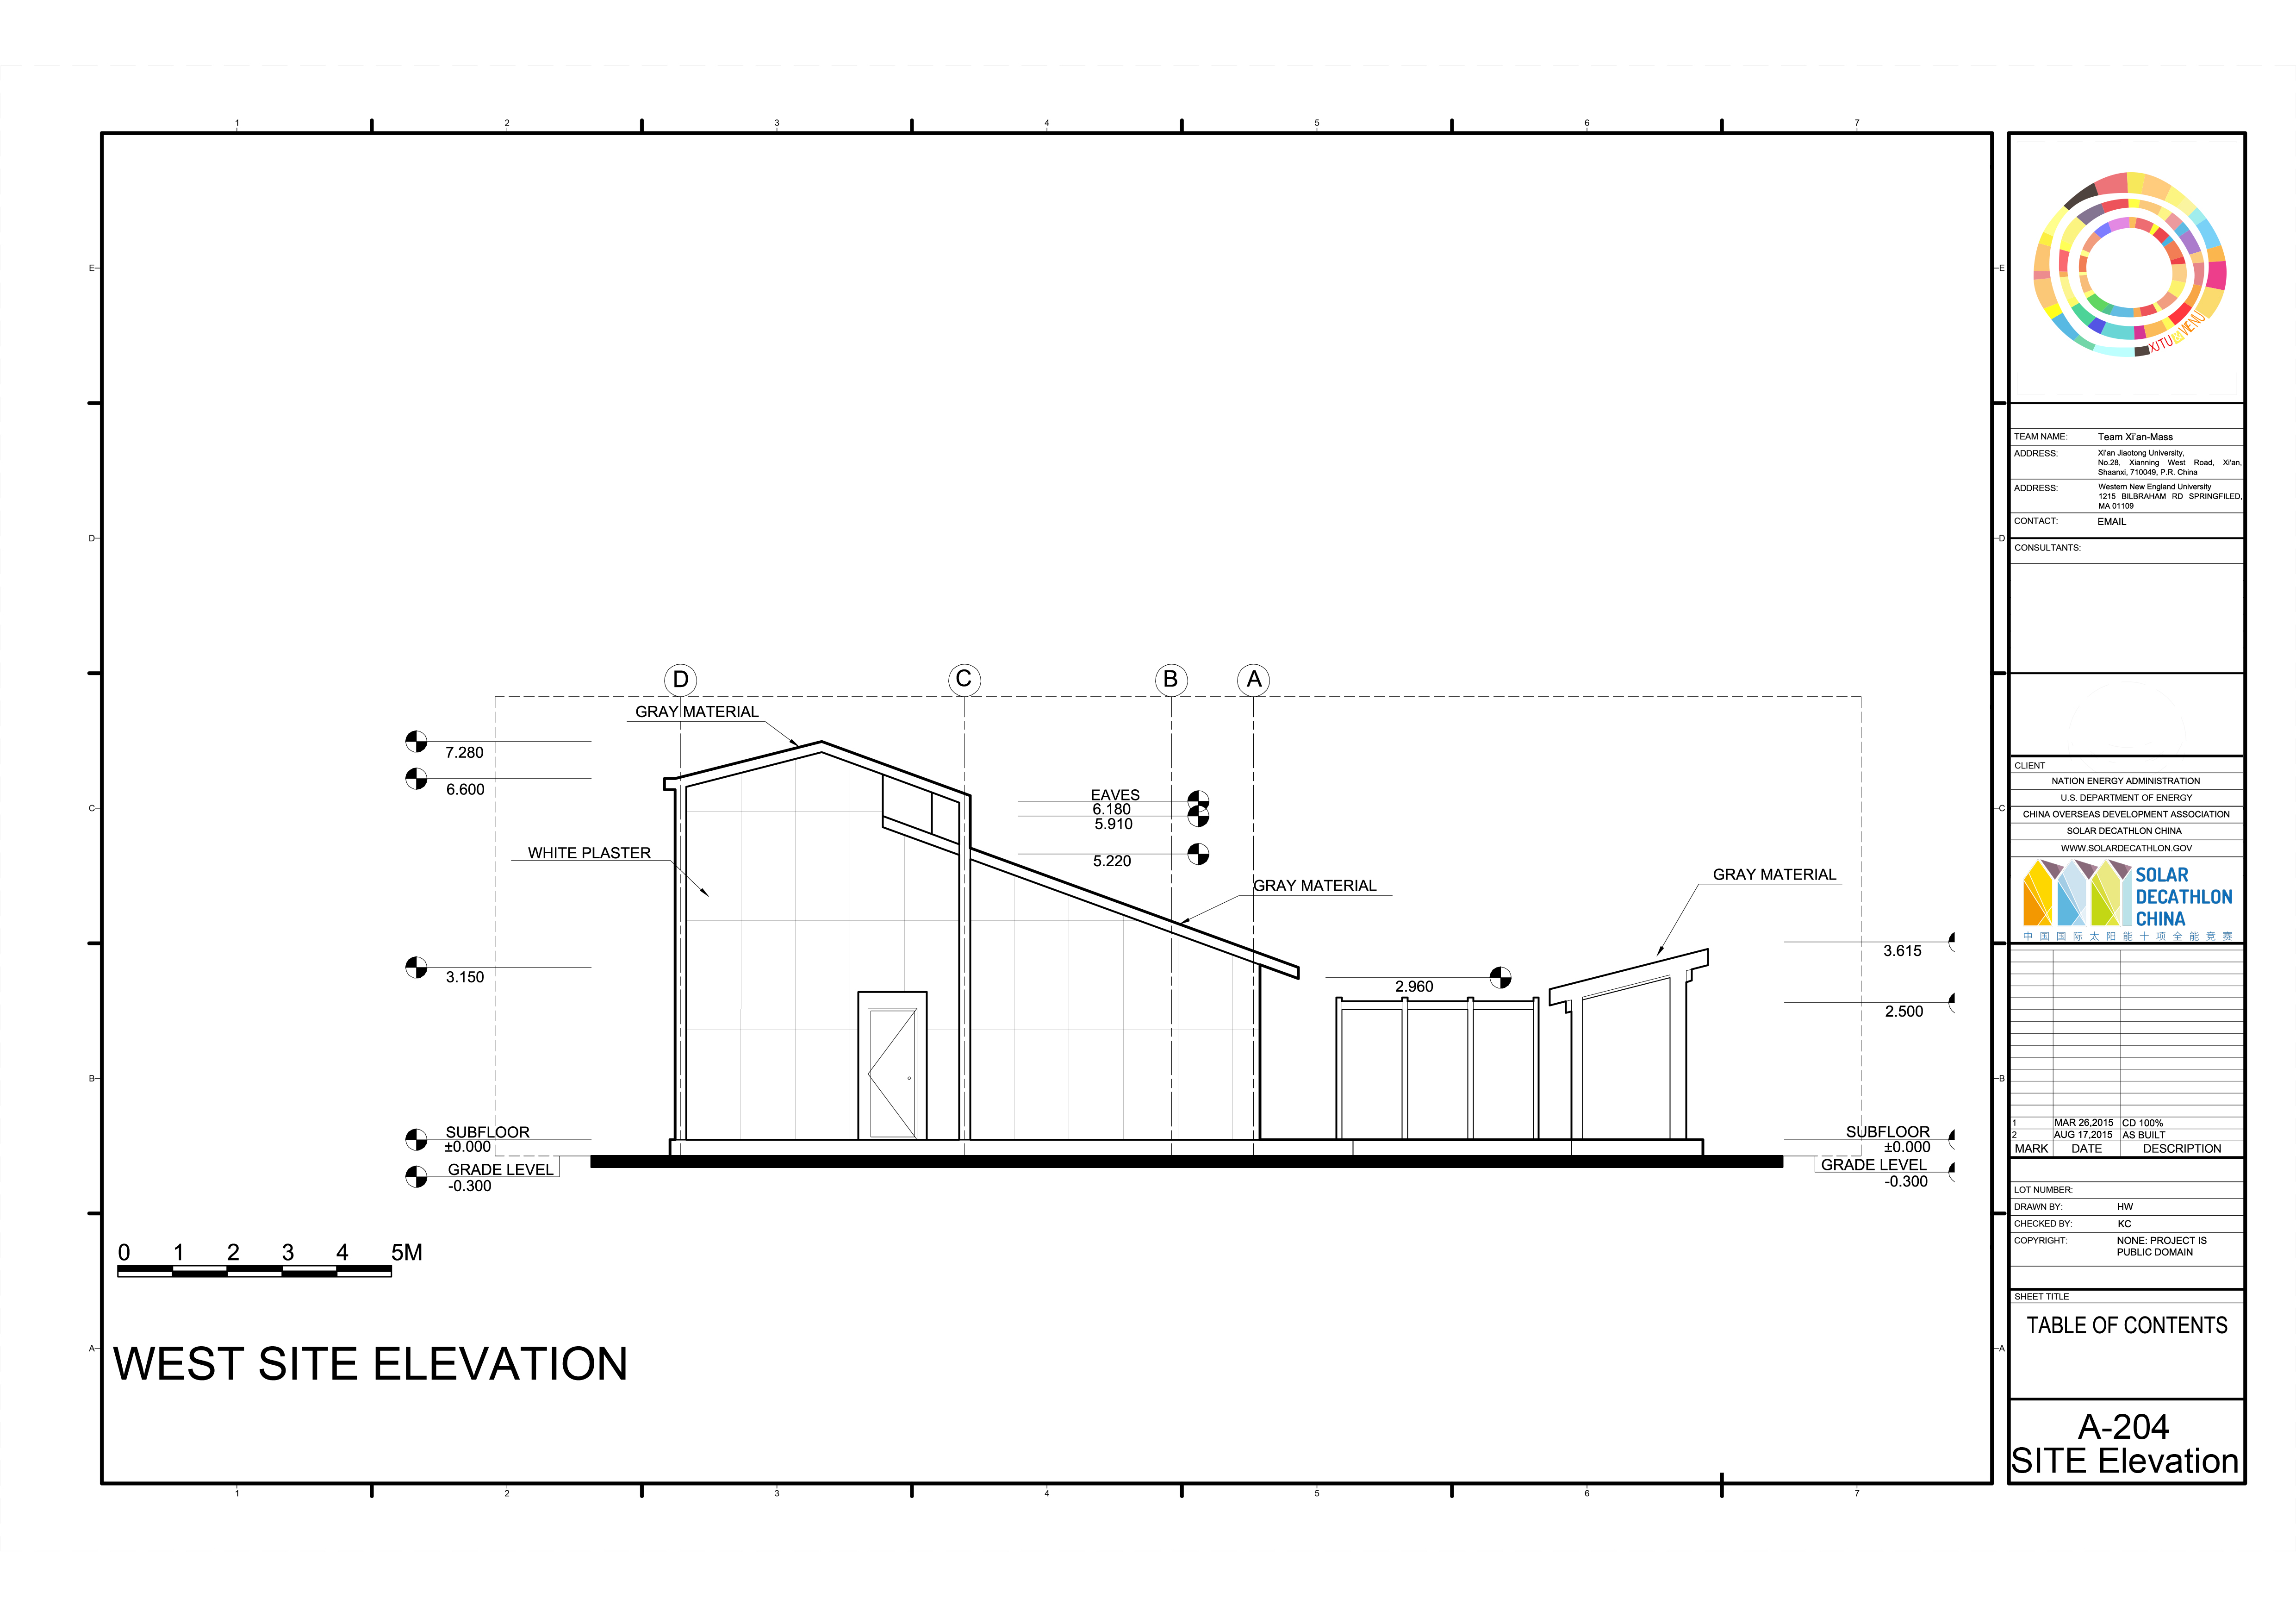 1 2 3 4 5 6 7
E E
D D
C C
B B
A A
D C B A
GRAY MATERIAL
7.280
6.600
EAVES
6.180
5.910
5.220
WHITE PLASTER
GRAY MATERIAL
GRAY MATERIAL
3.615
3.150
2.960
2.500
SUBFLOOR
±0.000
GRADE LEVEL
-0.300
SUBFLOOR
±0.000
GRADE LEVEL
-0.300
0 1 2 3 4 5M
WEST SITE ELEVATION
1 2 3 4 5 6 7
XJTU WENU
TEAM NAME: Team Xi'an-Mass
ADDRESS: Xi'an Jiaotong University,
No.28, Xianning West Road, Xi'an,
Shaanxi, 710049, P.R. China
ADDRESS: Western New England University
1215 BILBRAHAM RD SPRINGFILED,
MA 01109
CONTACT: EMAIL
CONSULTANTS:
CLIENT
NATION ENERGY ADMINISTRATION
U.S. DEPARTMENT OF ENERGY
CHINA OVERSEAS DEVELOPMENT ASSOCIATION
SOLAR DECATHLON CHINA
WWW.SOLARDECATHLON.GOV
SOLAR
DECATHLON
CHINA
中国国际太阳能十项全能竞赛
1 MAR 26,2015 CD 100%
2 AUG 17,2015 AS BUILT
MARK DATE DESCRIPTION
LOT NUMBER:
DRAWN BY: HW
CHECKED BY: KC
COPYRIGHT: NONE: PROJECT IS
PUBLIC DOMAIN
SHEET TITLE
TABLE OF CONTENTS
A-204
SITE Elevation